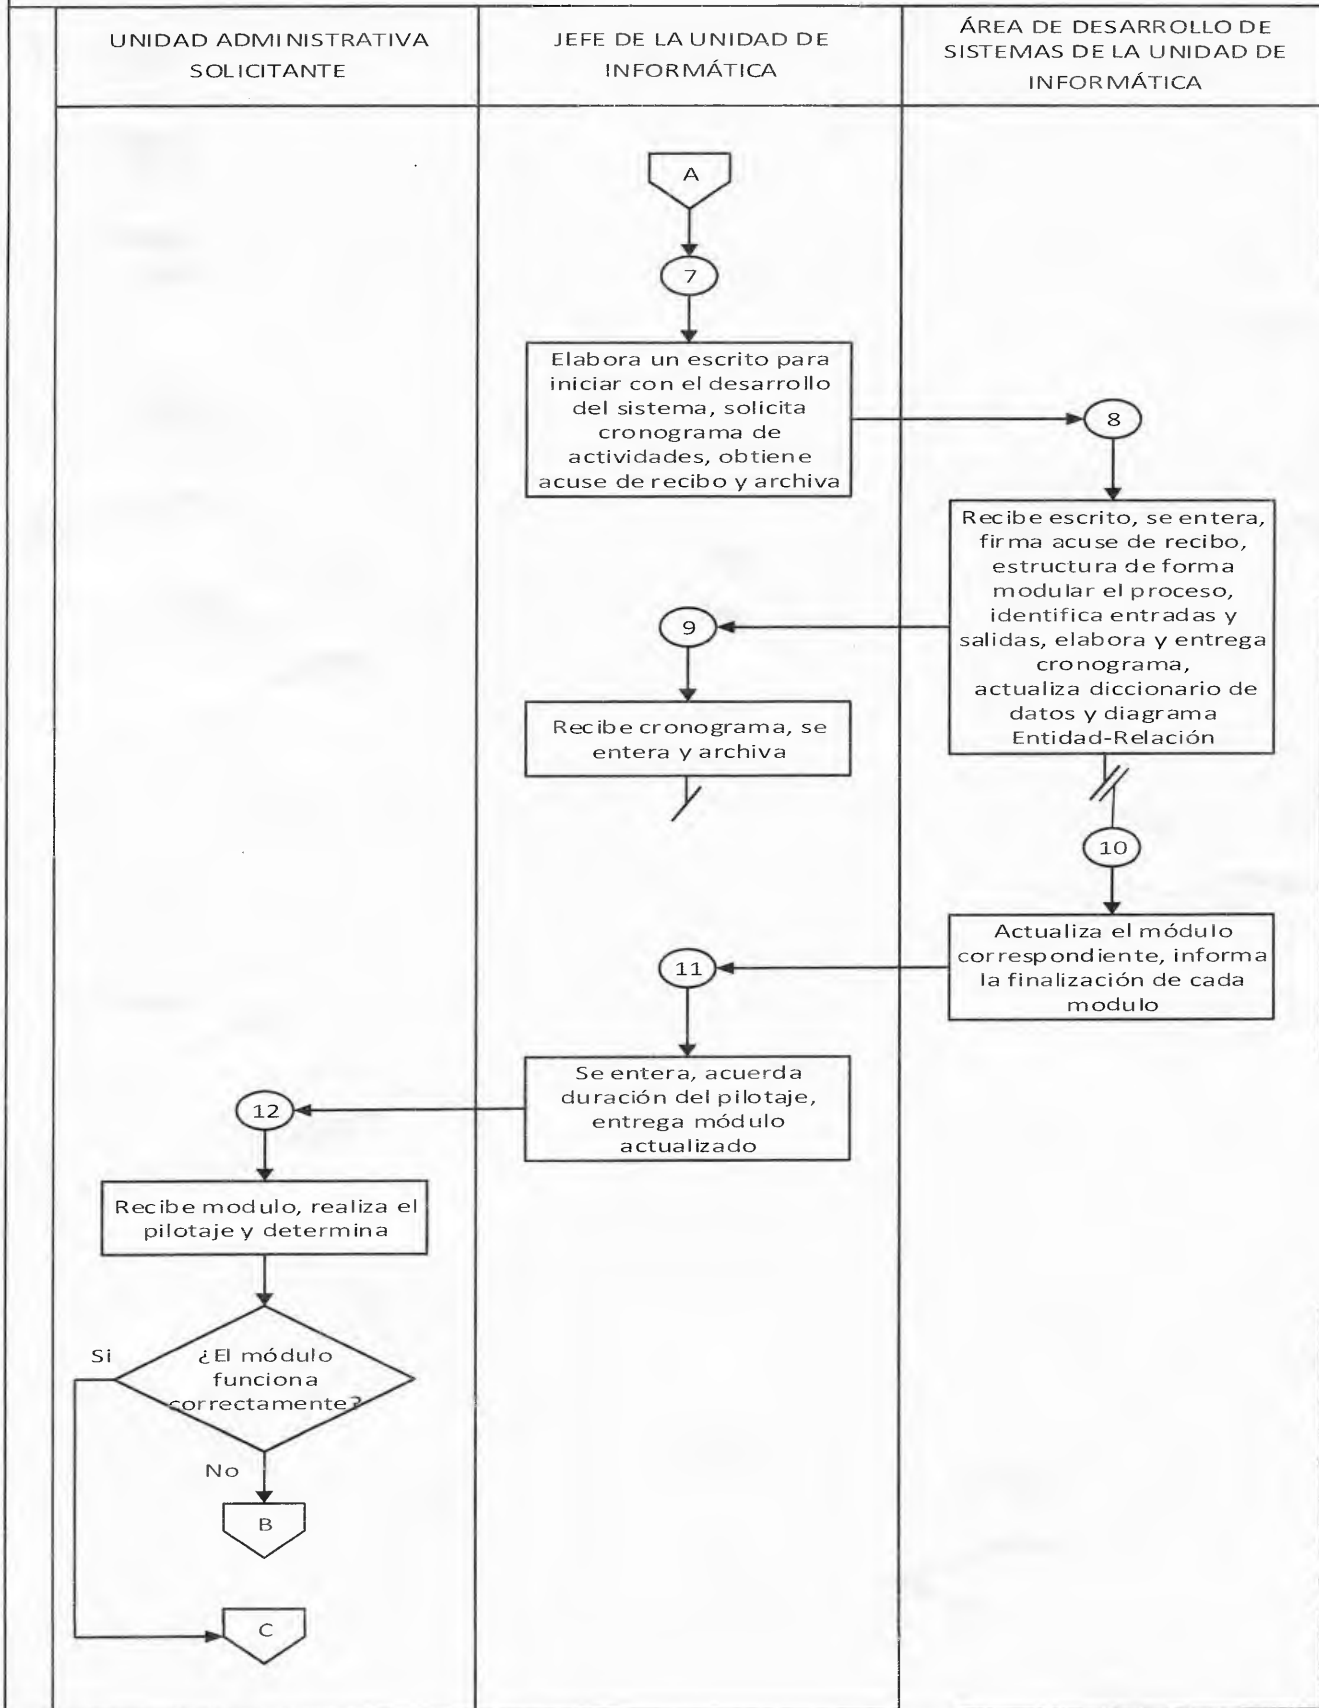 UNIDAD ADMINISTRATIVA
SOLICITANTE
JEFE DE LA UNIDAD DE
INFORMÁTICA
ÁREA DE DESARROLLO DE
SISTEMAS DE LA UNIDAD DE
INFORMÁTICA
A
7
Elabora un escrito para
iniciar con el desarrollo
del sistema, solicita
cronograma de
actividades, obtiene
acuse de recibo y archiva
8
Recibe escrito, se entera,
firma acuse de recibo,
estructura de forma
modular el proceso,
identifica entradas y
salidas, elabora y entrega
cronograma,
actualiza diccionario de
datos y diagrama
Entidad-Relación
9
Recibe cronograma, se
entera y archiva
10
Actualiza el módulo
correspondiente, informa
la finalización de cada
modulo
11
Se entera, acuerda
duración del pilotaje,
entrega módulo
actualizado
12
Recibe modulo, realiza el
pilotaje y determina
¿El módulo
funciona
correctamente?
Si
No
B
C